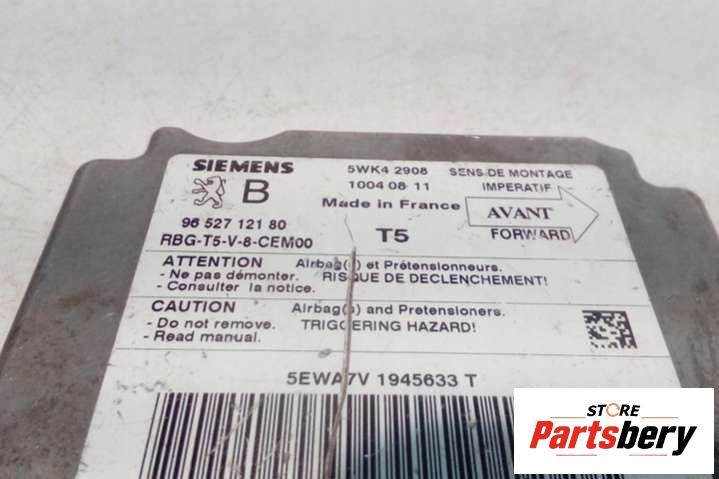 SIEMENS
5WK4 2908
SENS DE MONTAGE
B
1004 08 11
IMPERATIF
Made in France
AVANT
96 527 121 80
T5
FORWARD
RBG-T5-V-8-CEM00
ATTENTION Airbag(s) et Prétensionneurs.
- Ne pas démonter. RISQUE DE DECLENCHEMENT!
- Consulter la notice.
CAUTION Airbag(s) and Pretensioners.
- Do not remove. TRIGGERING HAZARD!
- Read manual.
5EWA7V 1945633 T
STORE
Partsbery